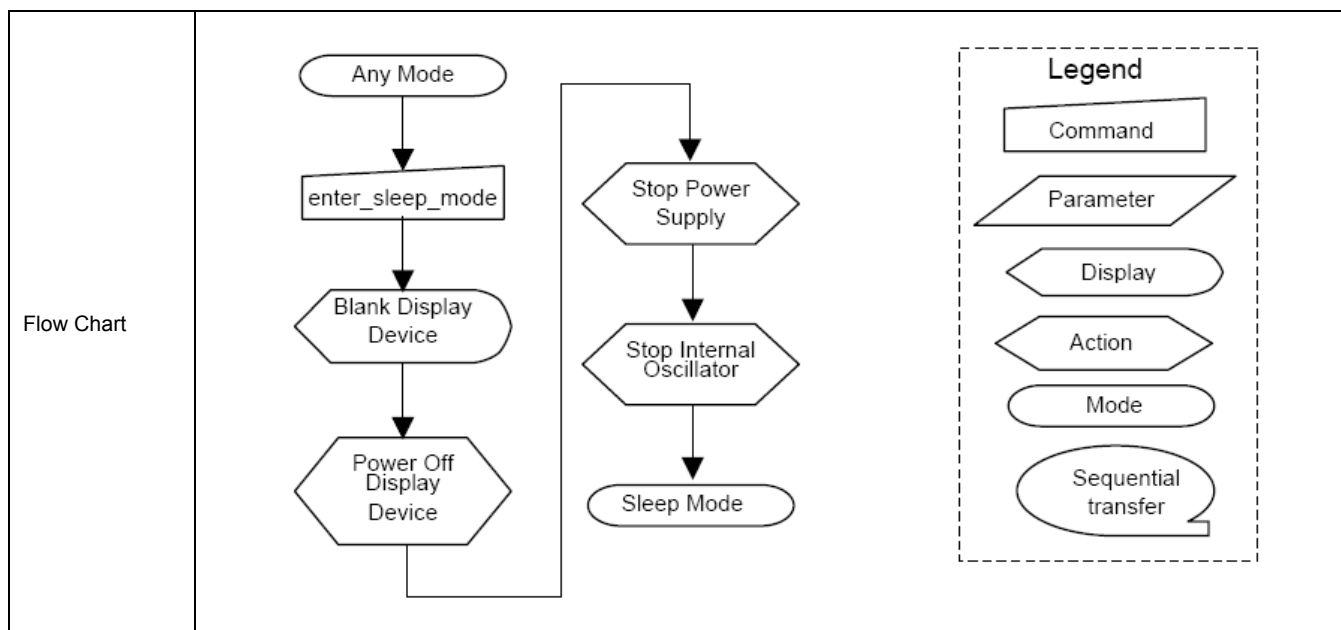 Flow Chart
Any Mode
enter_sleep_mode
Blank Display
Device
Power Off
Display
Device
Stop Power
Supply
Stop Internal
Oscillator
Sleep Mode
Legend
Command
Parameter
Display
Action
Mode
Sequential
transfer